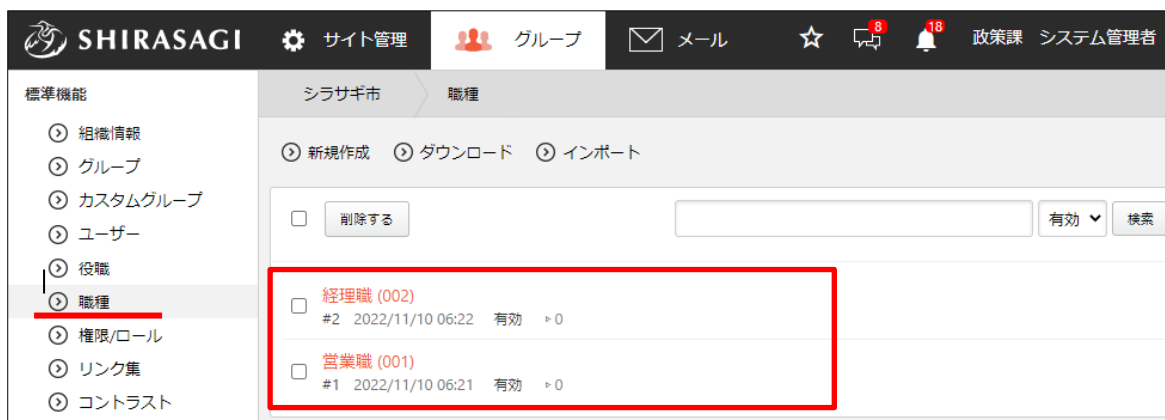 SHIRASAGI サイト管理 グループ メール 8 18 政策課 システム管理者
標準機能
シラサギ市 職種
組織情報
グループ
カスタムグループ
ユーザー
役職
職種
権限/ロール
リンク集
コントラスト
新規作成 ダウンロード インポート
削除する 有効 検索
経理職 (002)
#2 2022/11/10 06:22 有効 ▹0
営業職 (001)
#1 2022/11/10 06:21 有効 ▹0